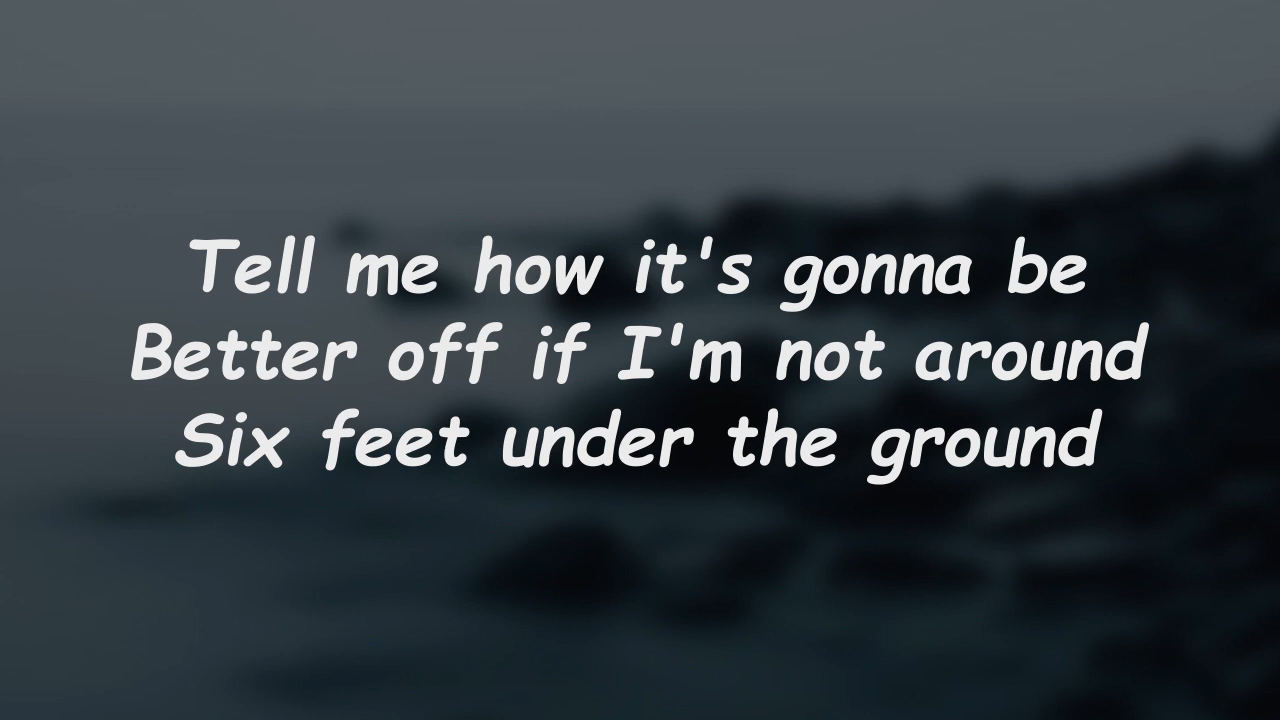 Tell me how it's gonna be
Better off if I'm not around
Six feet under the ground